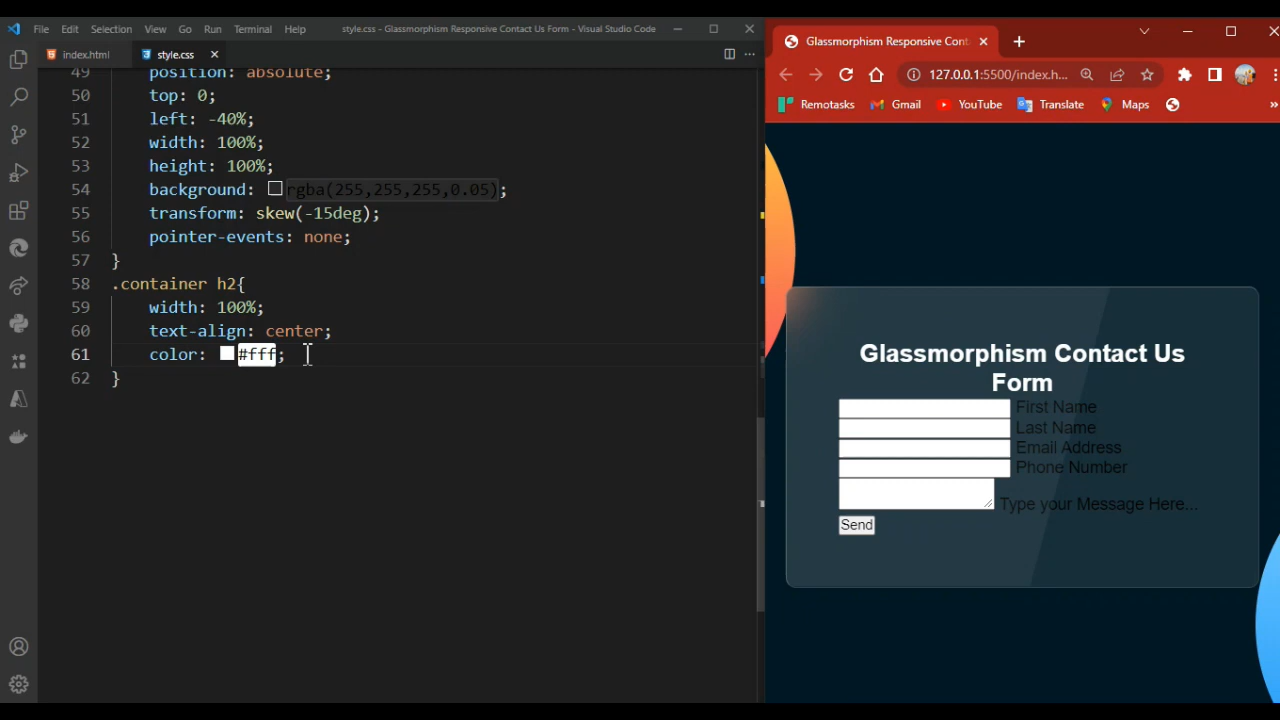 File Edit Selection View Go Run Terminal Help
style.css - Glassmorphism Responsive Contact Us Form - Visual Studio Code
index.html
style.css
49 position: absolute;
50 top: 0;
51 left: -40%;
52 width: 100%;
53 height: 100%;
54 background: rgba(255,255,255,0.05);
55 transform: skew(-15deg);
56 pointer-events: none;
57 }
58 .container h2{
59 width: 100%;
60 text-align: center;
61 color: #fff;
62 }
Glassmorphism Responsive Cont
127.0.0.1:5500/index.h...
Remotasks Gmail YouTube Translate Maps »
Glassmorphism Contact Us
Form
First Name
Last Name
Email Address
Phone Number
Type your Message Here...
Send